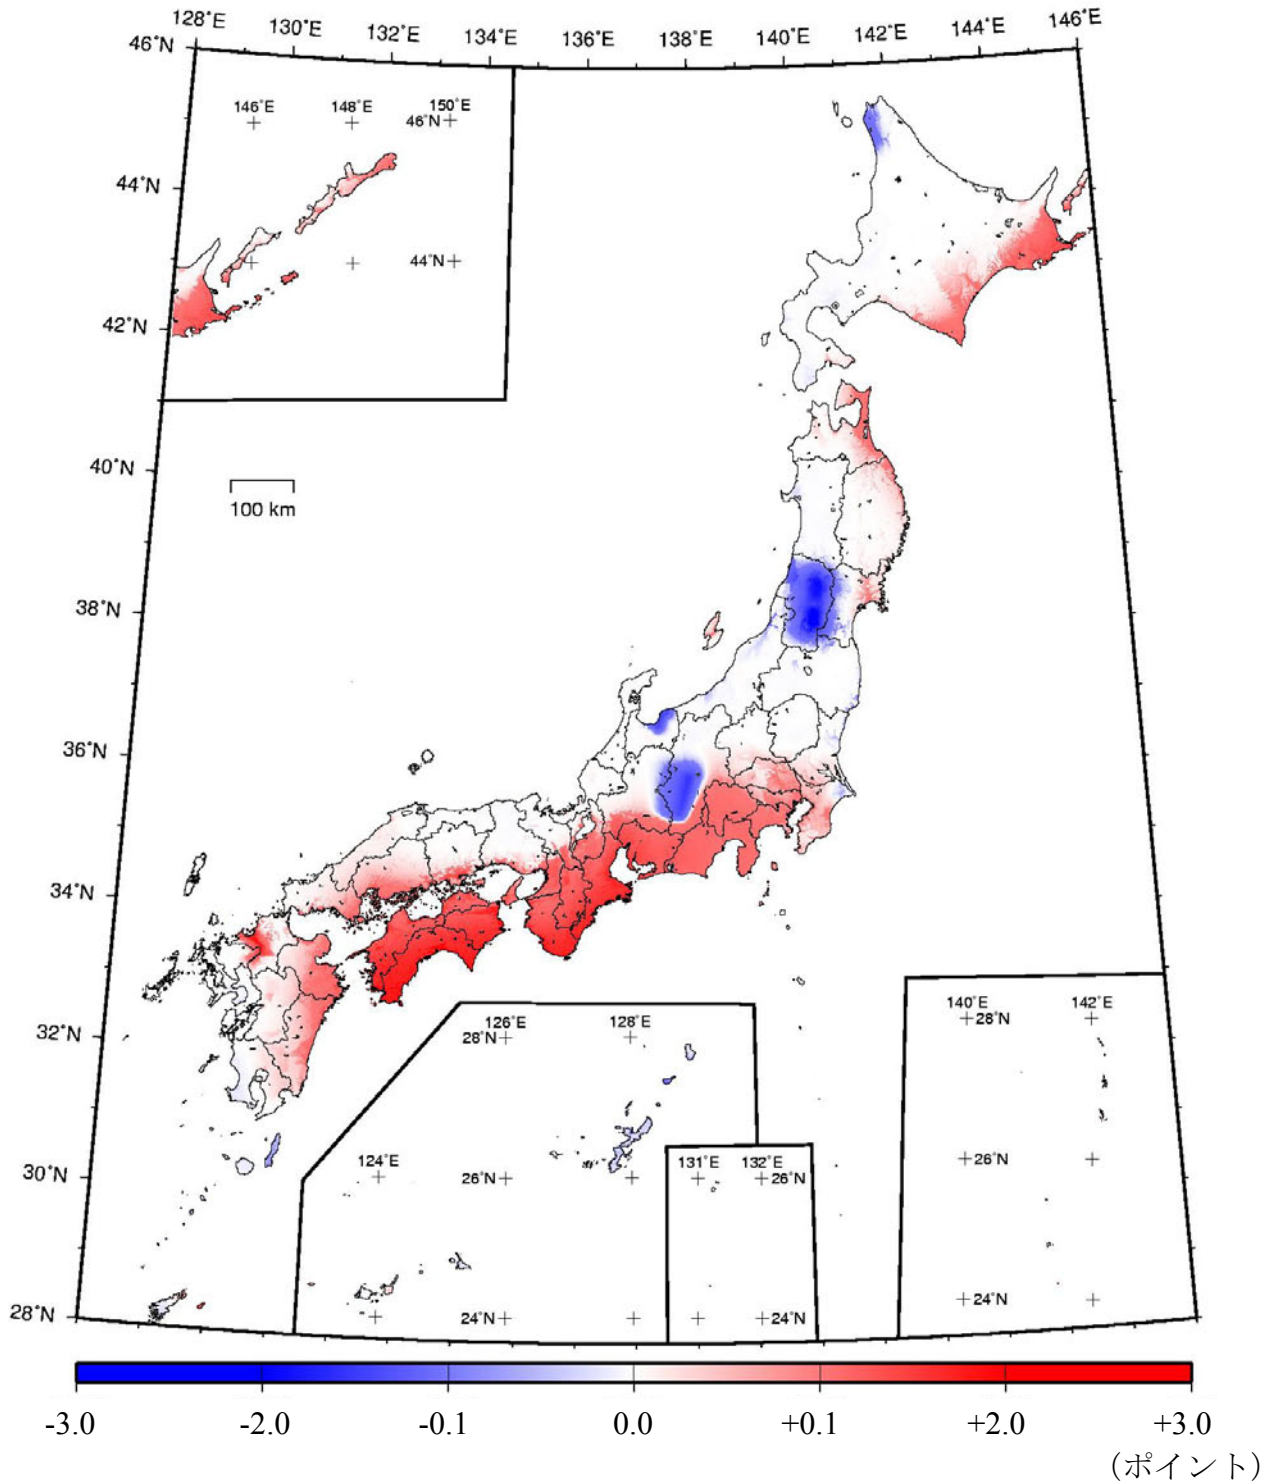 128˚E 130˚E 132˚E 134˚E 136˚E 138˚E 140˚E 142˚E 144˚E 146˚E
46˚N
146˚E 148˚E 150˚E
46˚N
44˚N
44˚N
42˚N
40˚N
100 km
38˚N
36˚N
34˚N
32˚N
126˚E 128˚E
28˚N
140˚E 142˚E
28˚N
30˚N
124˚E
26˚N
131˚E 132˚E
26˚N
26˚N
28˚N
24˚N
24˚N
24˚N
-3.0 -2.0 -0.1 0.0 +0.1 +2.0 +3.0
(ポイント)